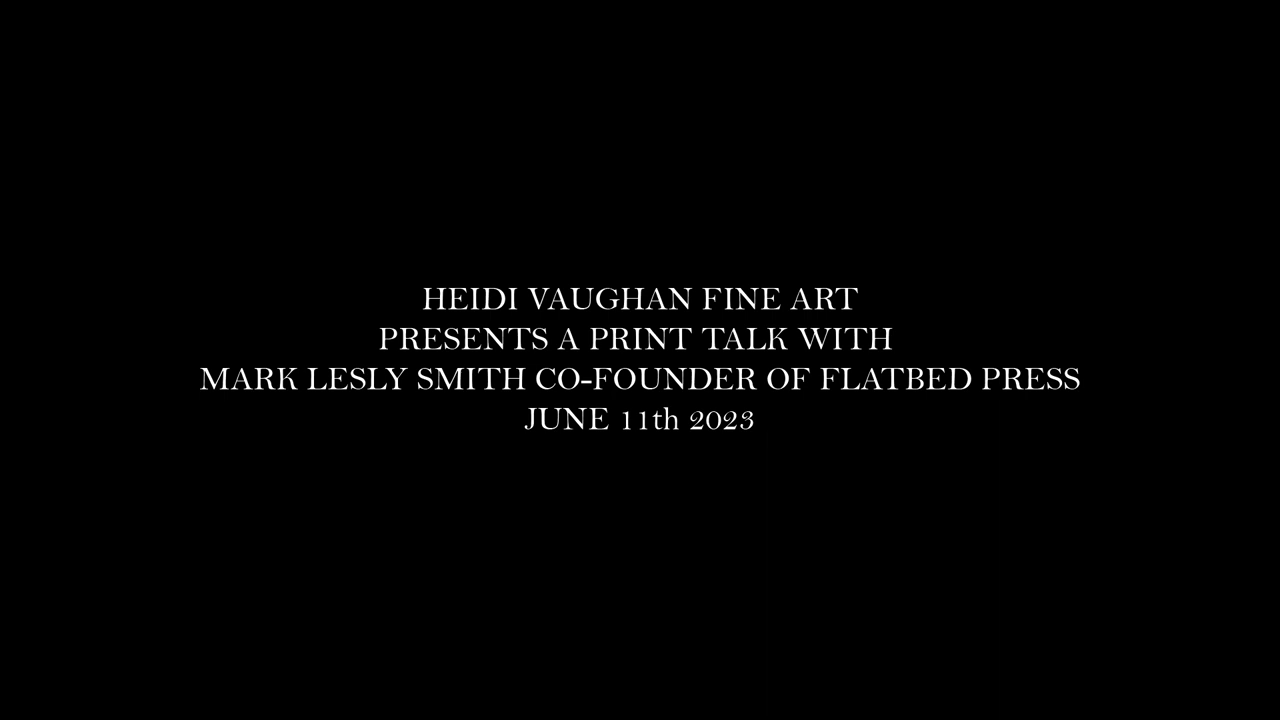 HEIDI VAUGHAN FINE ART
PRESENTS A PRINT TALK WITH
MARK LESLY SMITH CO-FOUNDER OF FLATBED PRESS
JUNE 11th 2023